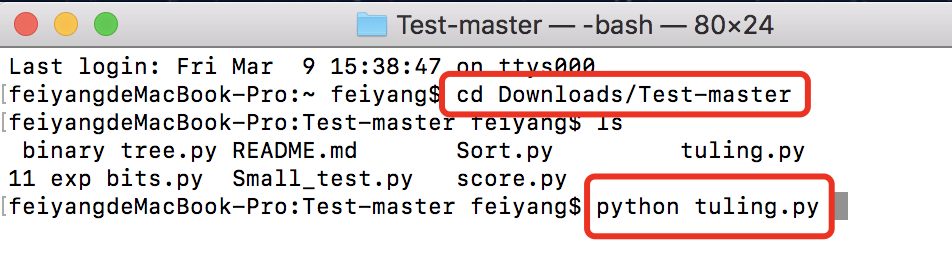 Test-master — -bash — 80×24
Last login: Fri Mar  9 15:38:47 on ttys000
[feiyangdeMacBook-Pro:~ feiyang$ cd Downloads/Test-master
[feiyangdeMacBook-Pro:Test-master feiyang$ ls
 binary tree.py README.md       Sort.py         tuling.py
11 exp bits.py  Small_test.py   score.py
[feiyangdeMacBook-Pro:Test-master feiyang$ python tuling.py